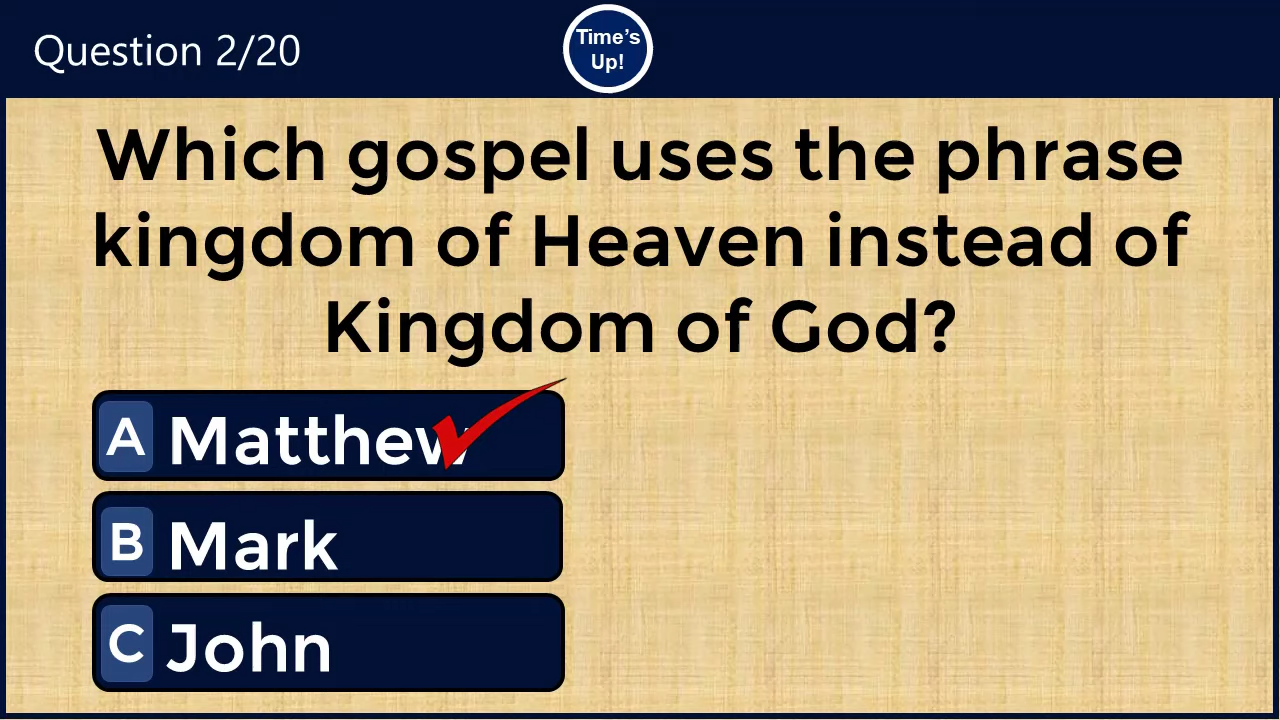 Question 2/20
Time's
Up!
Which gospel uses the phrase
kingdom of Heaven instead of
Kingdom of God?
A Matthew
B Mark
C John